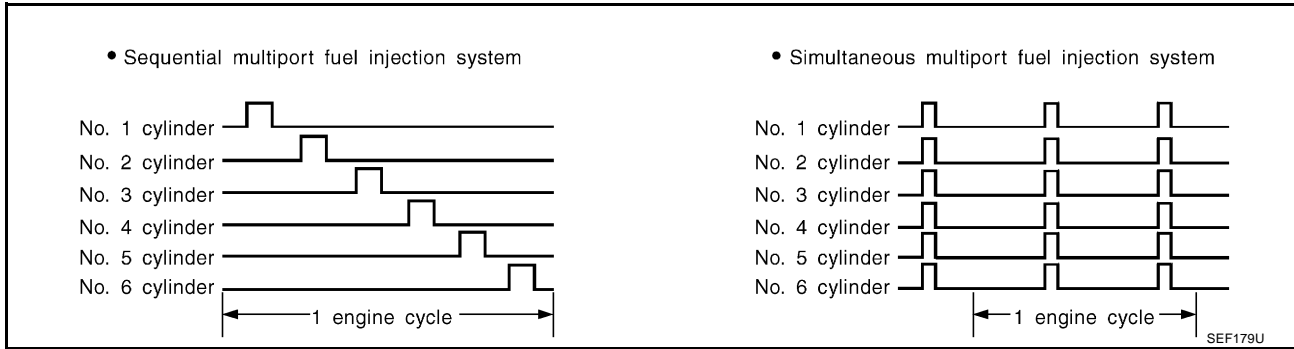 • Sequential multiport fuel injection system
No. 1 cylinder
No. 2 cylinder
No. 3 cylinder
No. 4 cylinder
No. 5 cylinder
No. 6 cylinder
1 engine cycle
• Simultaneous multiport fuel injection system
No. 1 cylinder
No. 2 cylinder
No. 3 cylinder
No. 4 cylinder
No. 5 cylinder
No. 6 cylinder
1 engine cycle
SEF179U